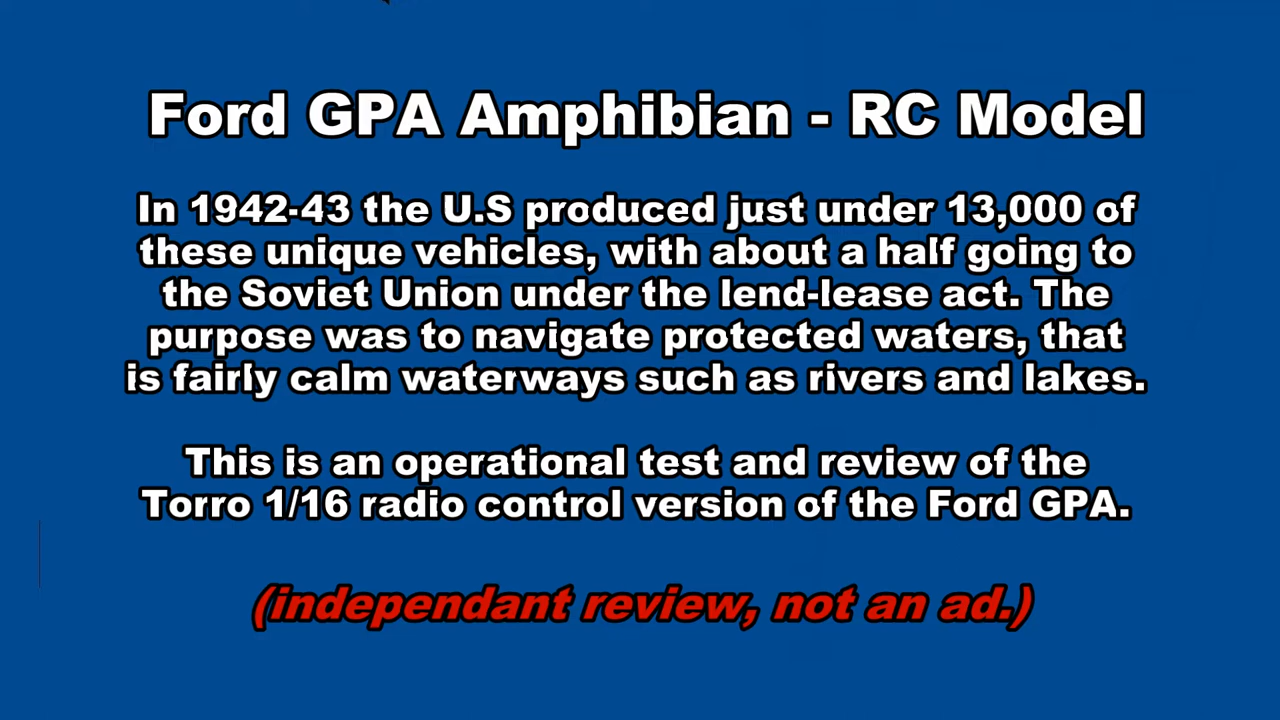 Ford GPA Amphibian - RC Model
In 1942-43 the U.S produced just under 13,000 of
these unique vehicles, with about a half going to
the Soviet Union under the lend-lease act. The
purpose was to navigate protected waters, that
is fairly calm waterways such as rivers and lakes.
This is an operational test and review of the
Torro 1/16 radio control version of the Ford GPA.
(independant review, not an ad.)